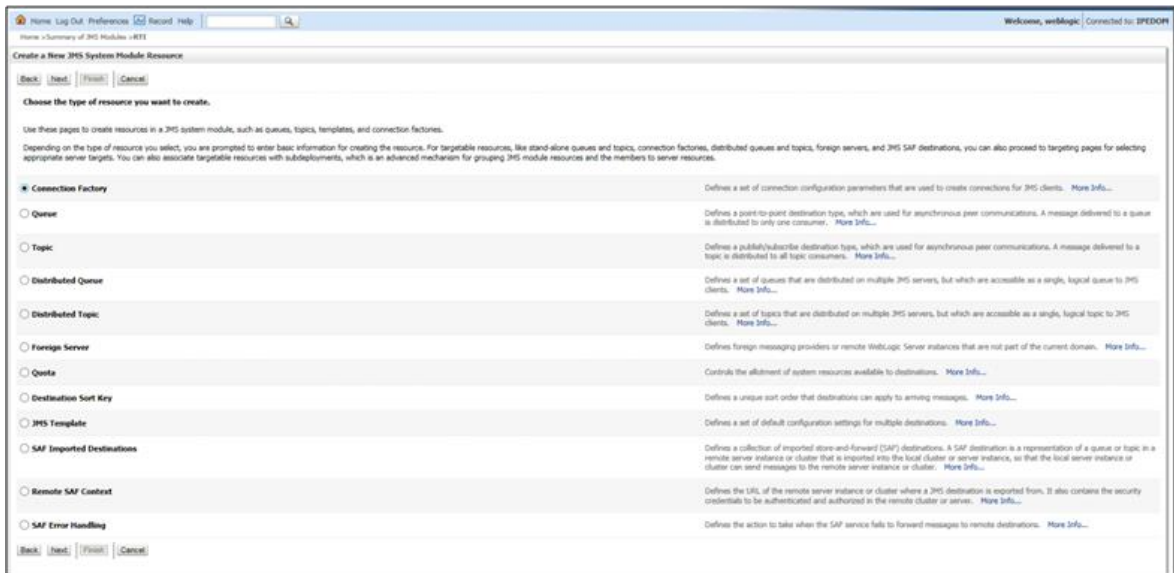 Home Log Out Preferences Record Help
Welcome, weblogic Connected to: IPEDOM
Home >Summary of JMS Modules >RTI
Create a New JMS System Module Resource
Back Next Finish Cancel
Choose the type of resource you want to create.
Use these pages to create resources in a JMS system module, such as queues, topics, templates, and connection factories.
Depending on the type of resource you select, you are prompted to enter basic information for creating the resource. For targetable resources, like stand-alone queues and topics, connection factories, distributed queues and topics, foreign servers, and JMS SAF destinations, you can also proceed to targeting pages for selecting
appropriate server targets. You can also associate targetable resources with subdeployments, which is an advanced mechanism for grouping JMS module resources and the members to server resources.
Connection Factory
Defines a set of connection configuration parameters that are used to create connections for JMS clients. More Info...
Queue
Defines a point-to-point destination type, which are used for asynchronous peer communications. A message delivered to a queue
is distributed to only one consumer. More Info...
Topic
Defines a publish/subscribe destination type, which are used for asynchronous peer communications. A message delivered to a
topic is distributed to all topic consumers. More Info...
Distributed Queue
Defines a set of queues that are distributed on multiple JMS servers, but which are accessible as a single, logical queue to JMS
clients. More Info...
Distributed Topic
Defines a set of topics that are distributed on multiple JMS servers, but which are accessible as a single, logical topic to JMS
clients. More Info...
Foreign Server
Defines foreign messaging providers or remote WebLogic Server instances that are not part of the current domain. More Info...
Quota
Controls the allotment of system resources available to destinations. More Info...
Destination Sort Key
Defines a unique sort order that destinations can apply to arriving messages. More Info...
JMS Template
Defines a set of default configuration settings for multiple destinations. More Info...
SAF Imported Destinations
Defines a collection of imported store-and-forward (SAF) destinations. A SAF destination is a representation of a queue or topic in a
remote server instance or cluster that is imported into the local cluster or server instance, so that the local server instance or
cluster can send messages to the remote server instance or cluster. More Info...
Remote SAF Context
Defines the URL of the remote server instance or cluster where a JMS destination is exported from. It also contains the security
credentials to be authenticated and authorized in the remote cluster or server. More Info...
SAF Error Handling
Defines the action to take when the SAF service fails to forward messages to remote destinations. More Info...
Back Next Finish Cancel